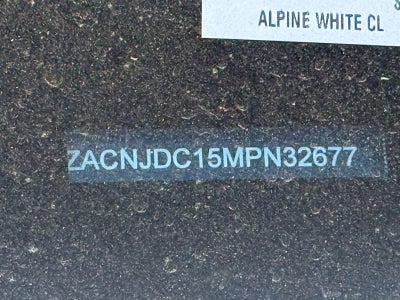 ALPINE WHITE CL
ZACNJDC15MPN32677